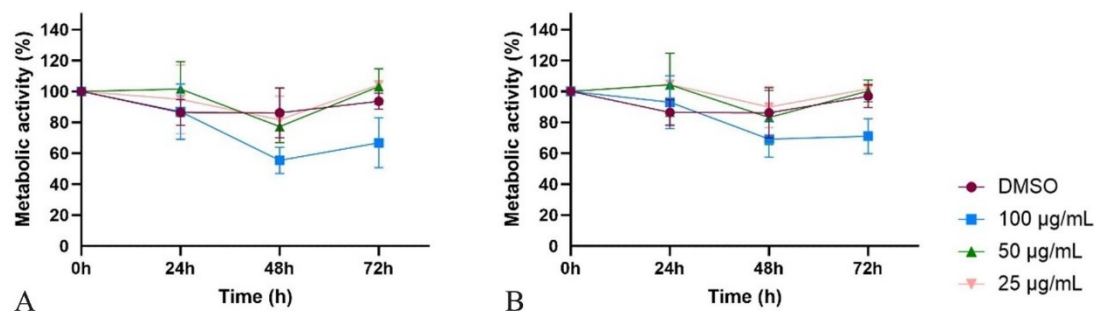 Metabolic activity (%)
140
120
100
80
60
40
20
0
0h 24h 48h 72h
Time (h)
A
Metabolic activity (%)
140
120
100
80
60
40
20
0
0h 24h 48h 72h
Time (h)
B
DMSO
100 µg/mL
50 µg/mL
25 µg/mL